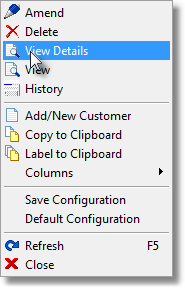 Amend
Delete
View Details
View
History
Add/New Customer
Copy to Clipboard
Label to Clipboard
Columns
Save Configuration
Default Configuration
Refresh F5
Close